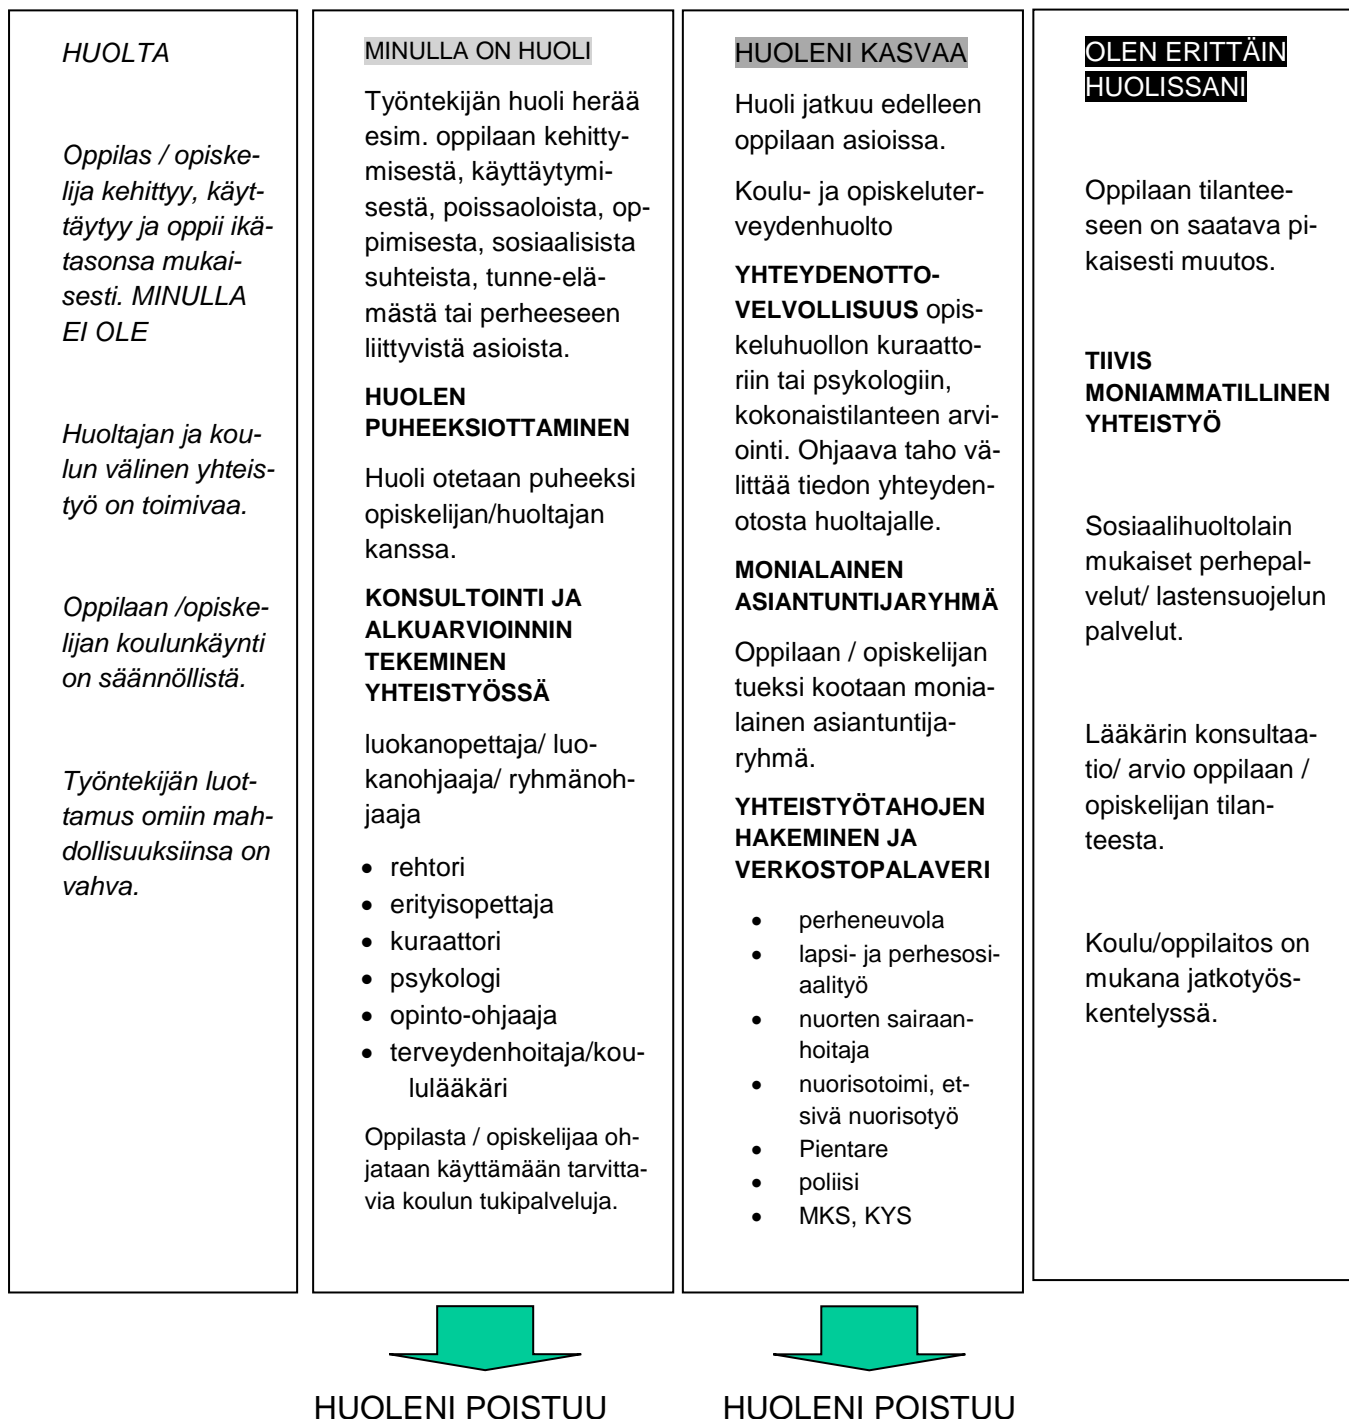 HUOLTA
Oppilas / opiske-
lija kehittyy, käyt-
täytyy ja oppii ikä-
tasonsa mukai-
sesti. MINULLA
EI OLE
Huoltajan ja kou-
lun välinen yhteis-
työ on toimivaa.
Oppilaan /opiske-
lijan koulunkäynti
on säännöllistä.
Työntekijän luot-
tamus omiin mah-
dollisuuksiinsa on
vahva.
MINULLA ON HUOLI
Työntekijän huoli herää
esim. oppilaan kehitty-
misestä, käyttäytymi-
sestä, poissaoloista, op-
pimisesta, sosiaalisista
suhteista, tunne-elä-
mästä tai perheeseen
liittyvistä asioista.
HUOLEN
PUHEEKSIOTTAMINEN
Huoli otetaan puheeksi
opiskelijan/huoltajan
kanssa.
KONSULTOINTI JA
ALKUARVIOINNIN
TEKEMINEN
YHTEISTYÖSSÄ
luokanopettaja/ luo-
kanohjaaja/ ryhmänoh-
jaaja
• rehtori
• erityisopettaja
• kuraattori
• psykologi
• opinto-ohjaaja
• terveydenhoitaja/kou-
lulääkäri
Oppilasta / opiskelijaa oh-
jataan käyttämään tarvitta-
via koulun tukipalveluja.
HUOLENI KASVAA
Huoli jatkuu edelleen
oppilaan asioissa.
Koulu- ja opiskeluter-
veydenhuolto
YHTEYDENOTTO-
VELVOLLISUUS opis-
keluhuollon kuraatto-
riin tai psykologiin,
kokonaistilanteen arvi-
ointi. Ohjaava taho vä-
littää tiedon yhteyden-
otosta huoltajalle.
MONIALAINEN
ASIANTUNTIJARYHMÄ
Oppilaan / opiskelijan
tueksi kootaan monia-
lainen asiantuntija-
ryhmä.
YHTEISTYÖTAHOJEN
HAKEMINEN JA
VERKOSTOPALAVERI
• perheneuvola
• lapsi- ja perhesosi-
aalityö
• nuorten sairaan-
hoitaja
• nuorisotoimi, et-
sivä nuorisotyö
• Pientare
• poliisi
• MKS, KYS
OLEN ERITTÄIN
HUOLISSANI
Oppilaan tilantee-
seen on saatava pi-
kaisesti muutos.
TIIVIS
MONIAMMATILLINEN
YHTEISTYÖ
Sosiaalihuoltolain
mukaiset perhepal-
velut/ lastensuojelun
palvelut.
Lääkärin konsultaa-
tio/ arvio oppilaan /
opiskelijan tilan-
teesta.
Koulu/oppilaitos on
mukana jatkotyös-
kentelyssä.
HUOLENI POISTUU
HUOLENI POISTUU